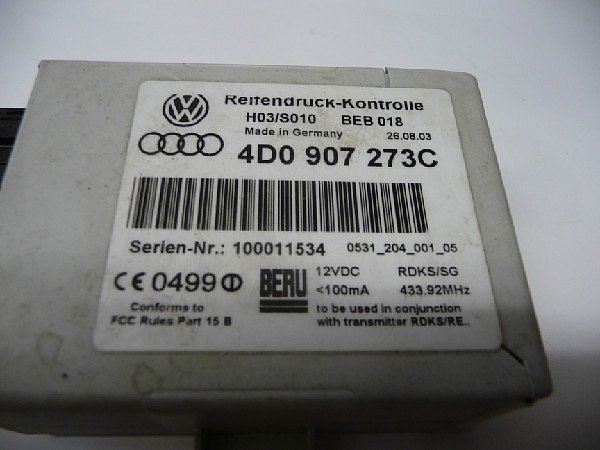 Reifendruck-Kontrolle
H03/S010 BEB 018
Made in Germany 26.08.03
4D0 907 273C
Serien-Nr.: 100011534 0531_204_001_05
CE 0499
BERU
12VDC RDKS/SG
<100mA 433.92MHz
Conforms to
FCC Rules Part 15 B
to be used in conjunction
with transmitter RDKS/RE..